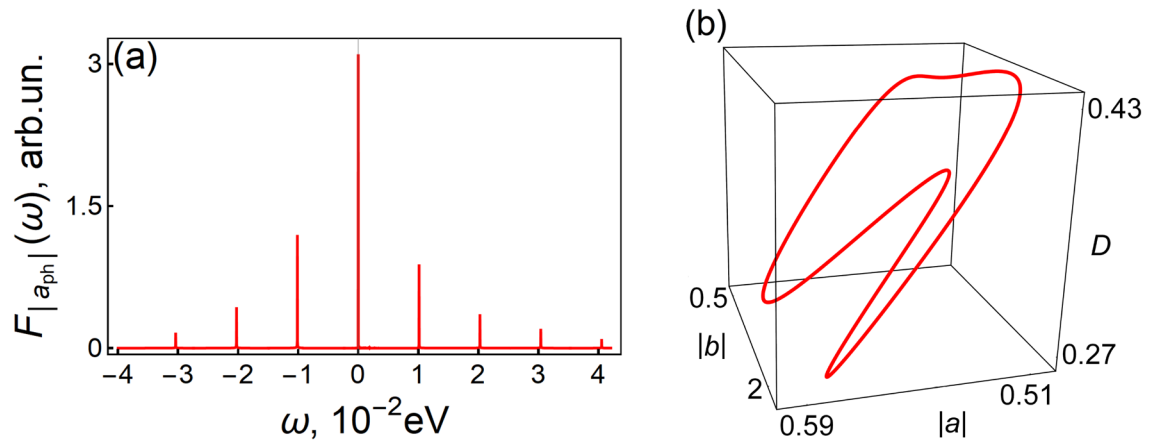 (a)
F|aph|(ω), arb.un.
3
1.5
0
−4 −3 −2 −1 0 1 2 3 4
ω, 10⁻²eV
(b)
0.43
D
0.5
|b|
2
0.27
0.51
|a|
0.59